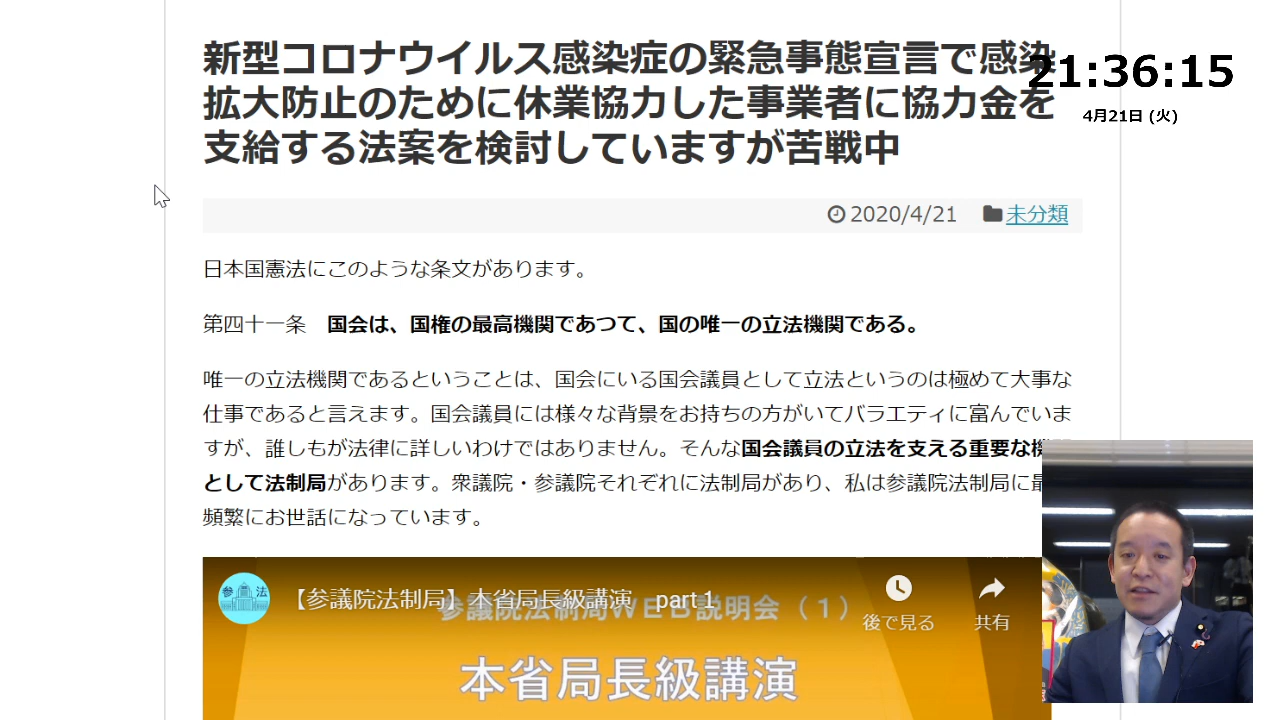 新型コロナウイルス感染症の緊急事態宣言で感染
拡大防止のために休業協力した事業者に協力金を
支給する法案を検討していますが苦戦中
21:36:15
4月21日 (火)
2020/4/21 未分類
日本国憲法にこのような条文があります。
第四十一条　国会は、国権の最高機関であつて、国の唯一の立法機関である。
唯一の立法機関であるということは、国会にいる国会議員として立法というのは極めて大事な
仕事であると言えます。国会議員には様々な背景をお持ちの方がいてバラエティに富んでいま
すが、誰しもが法律に詳しいわけではありません。そんな国会議員の立法を支える重要な機
として法制局があります。衆議院・参議院それぞれに法制局があり、私は参議院法制局に最
頻繁にお世話になっています。
参 法
【参議院法制局】本省局長級講演　part 1
参議院法制局WEB説明会（1）
後で見る
共有
本省局長級講演